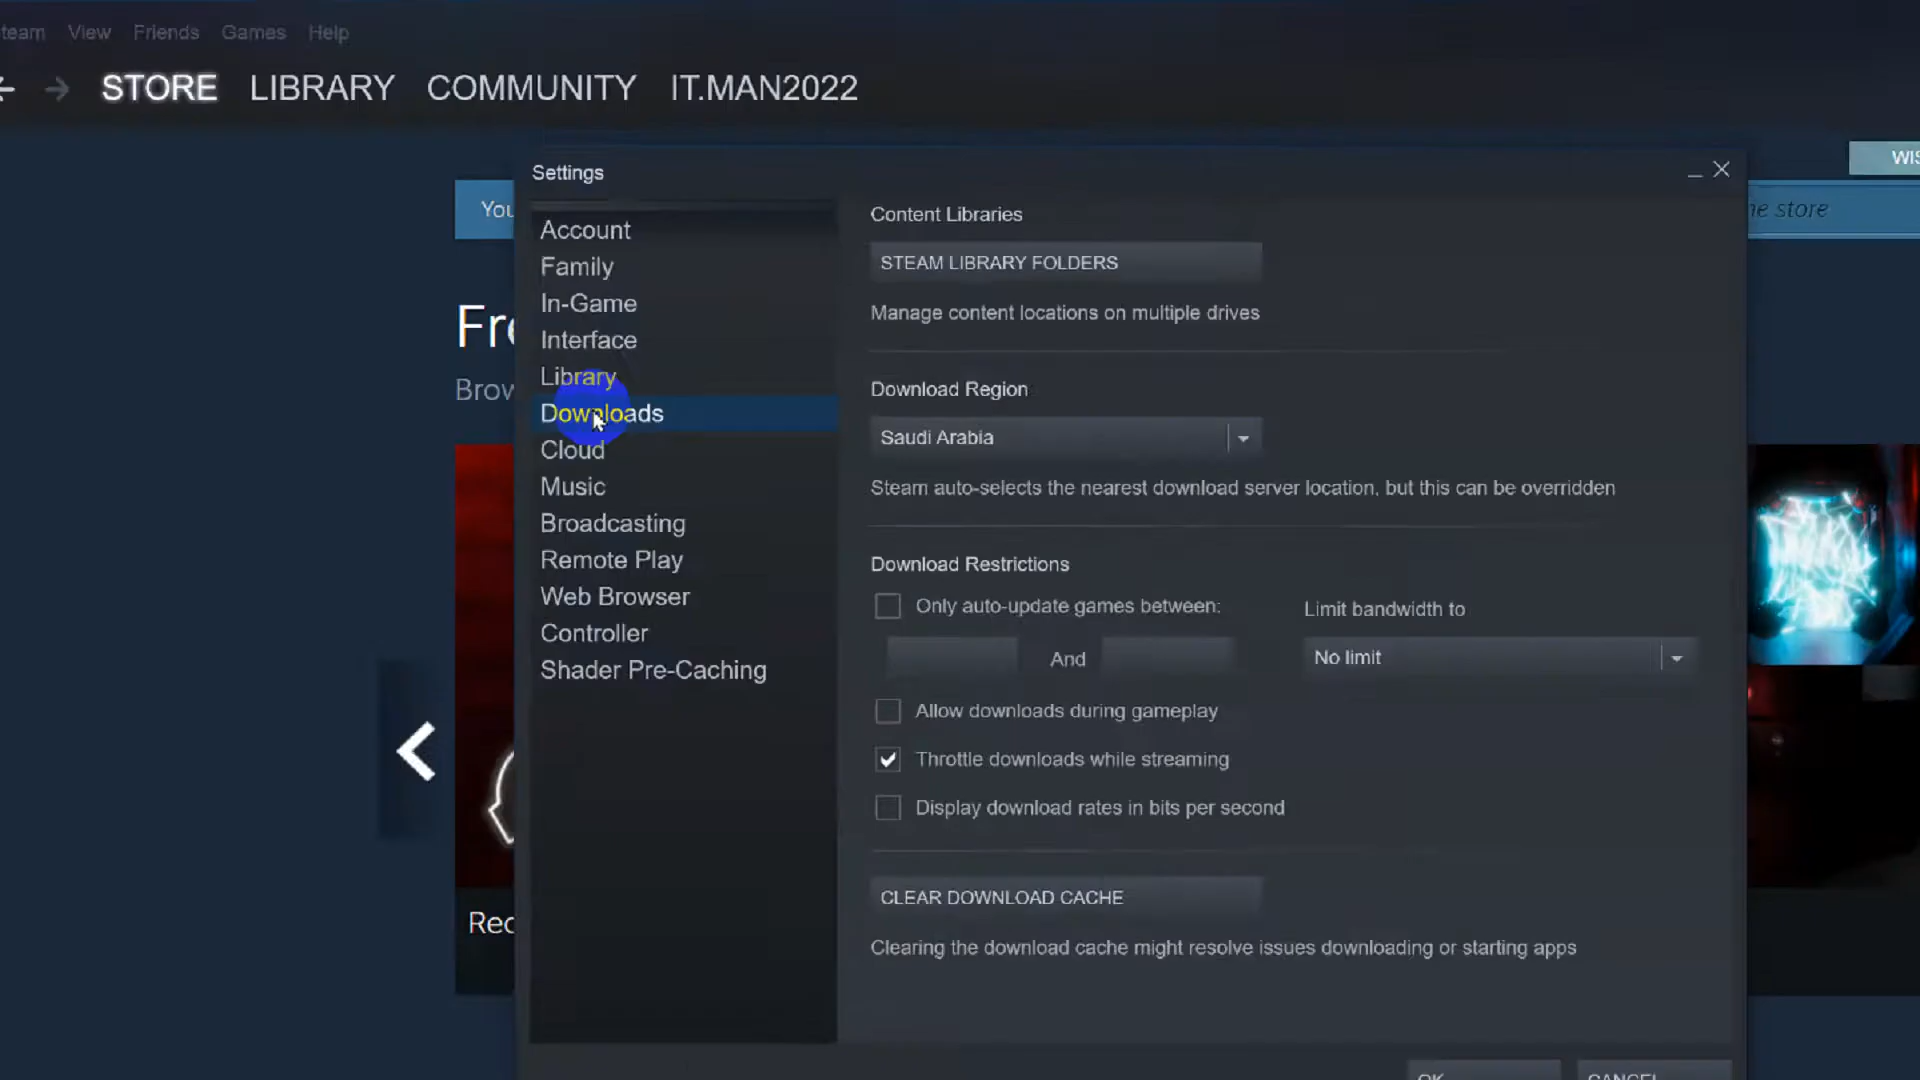 team View Friends Games Help
STORE LIBRARY COMMUNITY IT.MAN2022
WIS
Settings
You
e store
Account
Family
In-Game
Interface
Library
Downloads
Cloud
Music
Broadcasting
Remote Play
Web Browser
Controller
Shader Pre-Caching
Content Libraries
STEAM LIBRARY FOLDERS
Manage content locations on multiple drives
Download Region
Saudi Arabia
Steam auto-selects the nearest download server location, but this can be overridden
Download Restrictions
Only auto-update games between:
And
Limit bandwidth to
No limit
Allow downloads during gameplay
Throttle downloads while streaming
Display download rates in bits per second
CLEAR DOWNLOAD CACHE
Clearing the download cache might resolve issues downloading or starting apps
Fre
Brow
Rec
OK CANCEL